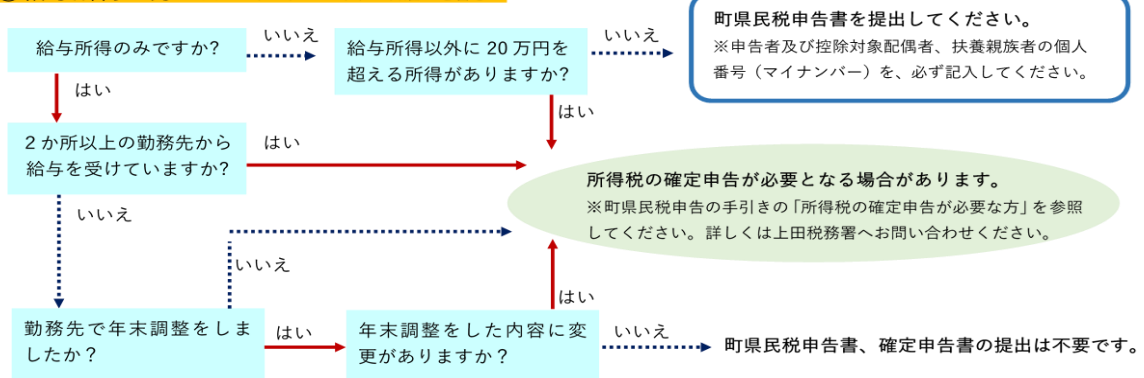 給与所得のみですか?
いいえ
給与所得以外に 20 万円を
超える所得がありますか?
いいえ
町県民税申告書を提出してください。
※申告者及び控除対象配偶者、扶養親族者の個人
番号（マイナンバー）を、必ず記入してください。
はい
はい
2 か所以上の勤務先から
給与を受けていますか?
はい
所得税の確定申告が必要となる場合があります。
※町県民税申告の手引きの「所得税の確定申告が必要な方」を参照
してください。詳しくは上田税務署へお問い合わせください。
いいえ
いいえ
はい
勤務先で年末調整をしま
したか？
はい
年末調整をした内容に変
更がありますか？
いいえ
町県民税申告書、確定申告書の提出は不要です。